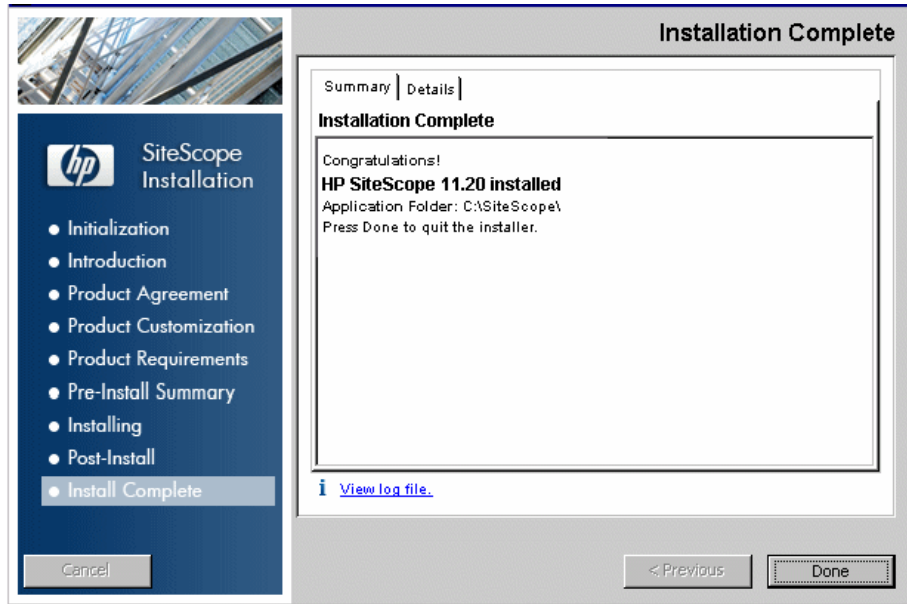 Installation Complete
hp
SiteScope
Installation
Initialization
Introduction
Product Agreement
Product Customization
Product Requirements
Pre-Install Summary
Installing
Post-Install
Install Complete
Cancel
Summary Details
Installation Complete
Congratulations!
HP SiteScope 11.20 installed
Application Folder: C:\SiteScope\
Press Done to quit the installer.
i View log file.
< Previous Done